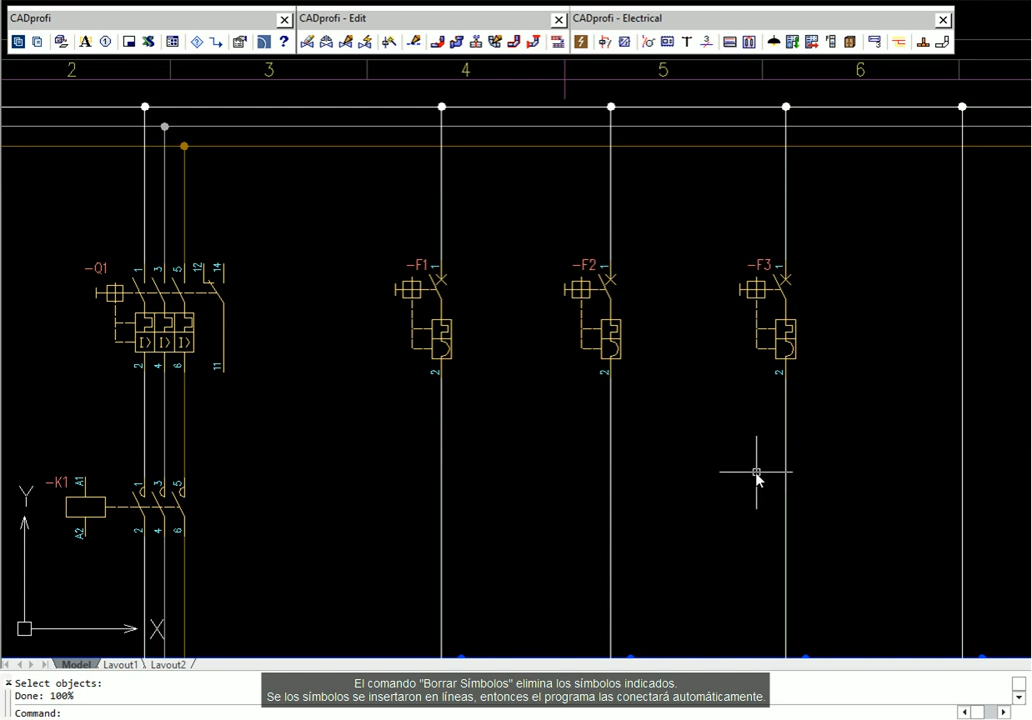 CADprofi
CADprofi - Edit
CADprofi - Electrical
2 3 4 5 6
-Q1 1 3 5 12 14
2 4 6 11
-F1 1
2
-F2 1
2
-F3 1
2
-K1 A1 1 3 5
A2 2 4 6
Y
X
Model Layout1 Layout2
Select objects:
Done: 100%
Command:
El comando "Borrar Símbolos" elimina los símbolos indicados.
Se los símbolos se insertaron en líneas, entonces el programa las conectará automáticamente.